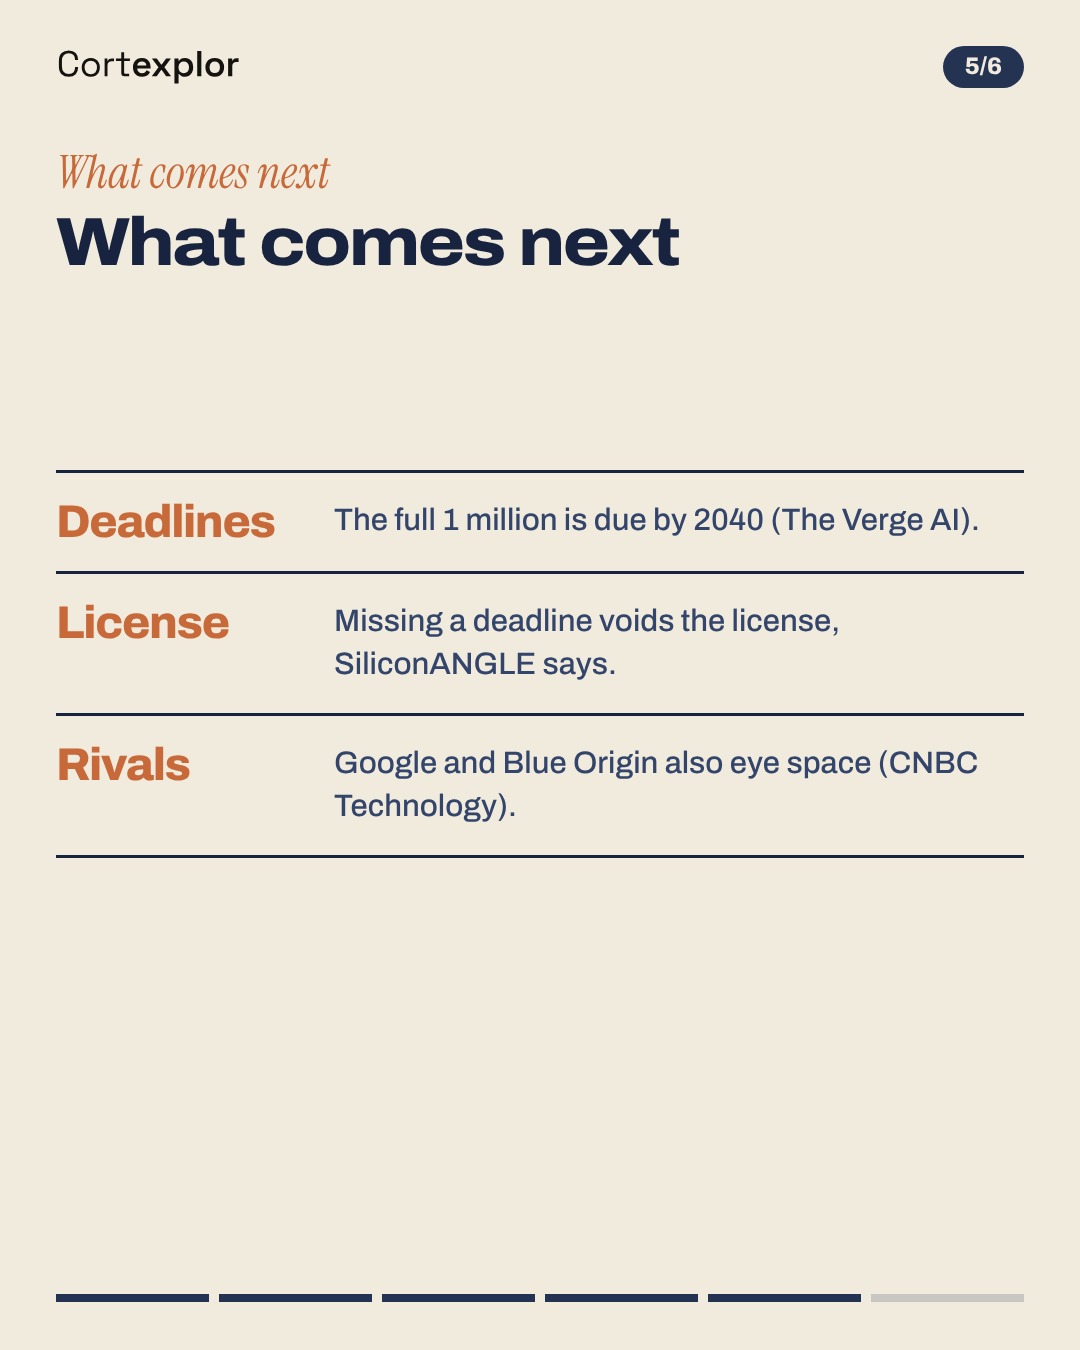 Cortexplor
5/6
What comes next
What comes next
Deadlines
The full 1 million is due by 2040 (The Verge AI).
License
Missing a deadline voids the license,
SiliconANGLE says.
Rivals
Google and Blue Origin also eye space (CNBC
Technology).